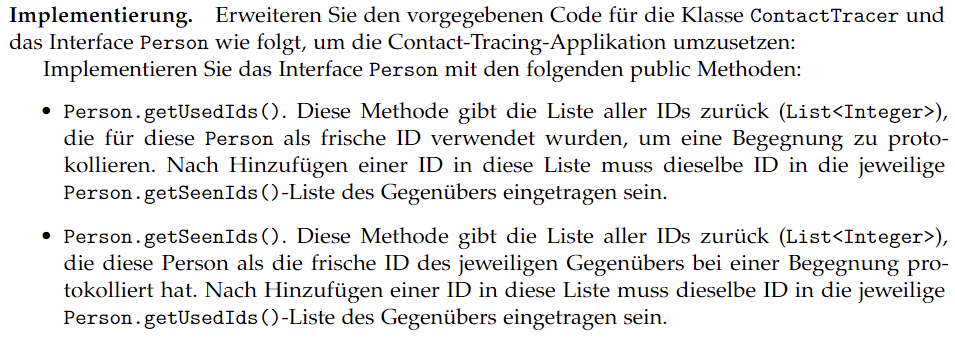 Implementierung. Erweiteren Sie den vorgegebenen Code für die Klasse ContactTracer und
das Interface Person wie folgt, um die Contact-Tracing-Applikation umzusetzen:
Implementieren Sie das Interface Person mit den folgenden public Methoden:
• Person.getUsedIds(). Diese Methode gibt die Liste aller IDs zurück (List<Integer>),
die für diese Person als frische ID verwendet wurden, um eine Begegnung zu proto-
kollieren. Nach Hinzufügen einer ID in diese Liste muss dieselbe ID in die jeweilige
Person.getSeenIds()-Liste des Gegenübers eingetragen sein.
• Person.getSeenIds(). Diese Methode gibt die Liste aller IDs zurück (List<Integer>),
die diese Person als die frische ID des jeweiligen Gegenübers bei einer Begegnung pro-
tokolliert hat. Nach Hinzufügen einer ID in diese Liste muss dieselbe ID in die jeweilige
Person.getUsedIds()-Liste des Gegenübers eingetragen sein.